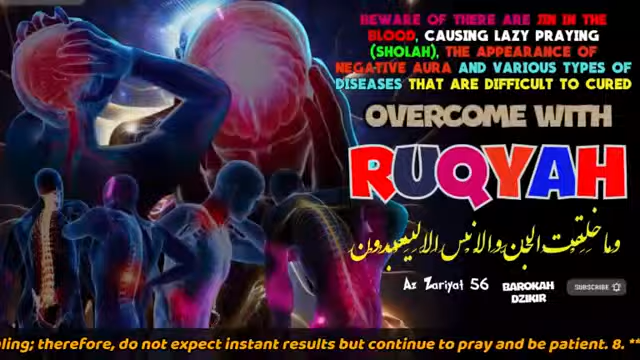 BEWARE OF THERE ARE JIN IN THE
BLOOD, CAUSING LAZY PRAYING
(SHOLAH), THE APPEARANCE OF
NEGATIVE AURA AND VARIOUS TYPES OF
DISEASES THAT ARE DIFFICULT TO CURED
OVERCOME WITH
RUQYAH
وما خلقت الجن والانس الا ليعبدون
Az Zariyat 56
BAROKAH
DZIKIR
SUBSCRIBE
ling; therefore, do not expect instant results but continue to pray and be patient. 8. *